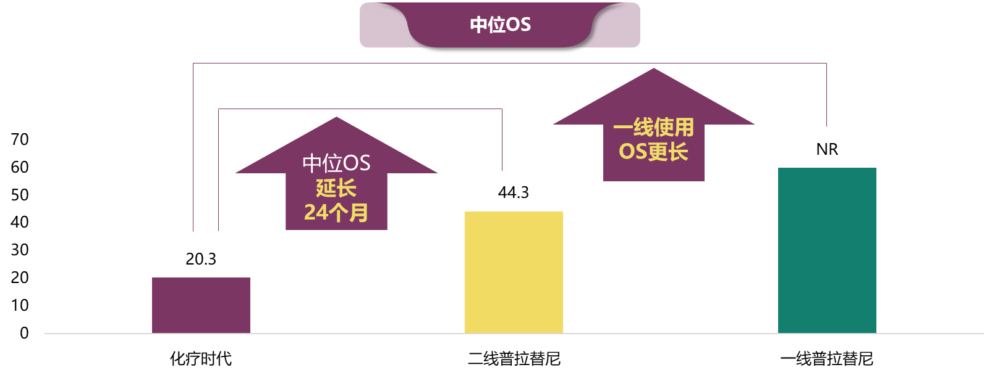 中位OS
一线使用
OS更长
中位OS
延长
24个月
70
60
50
40
30
20
10
0
20.3
44.3
NR
化疗时代
二线普拉替尼
一线普拉替尼